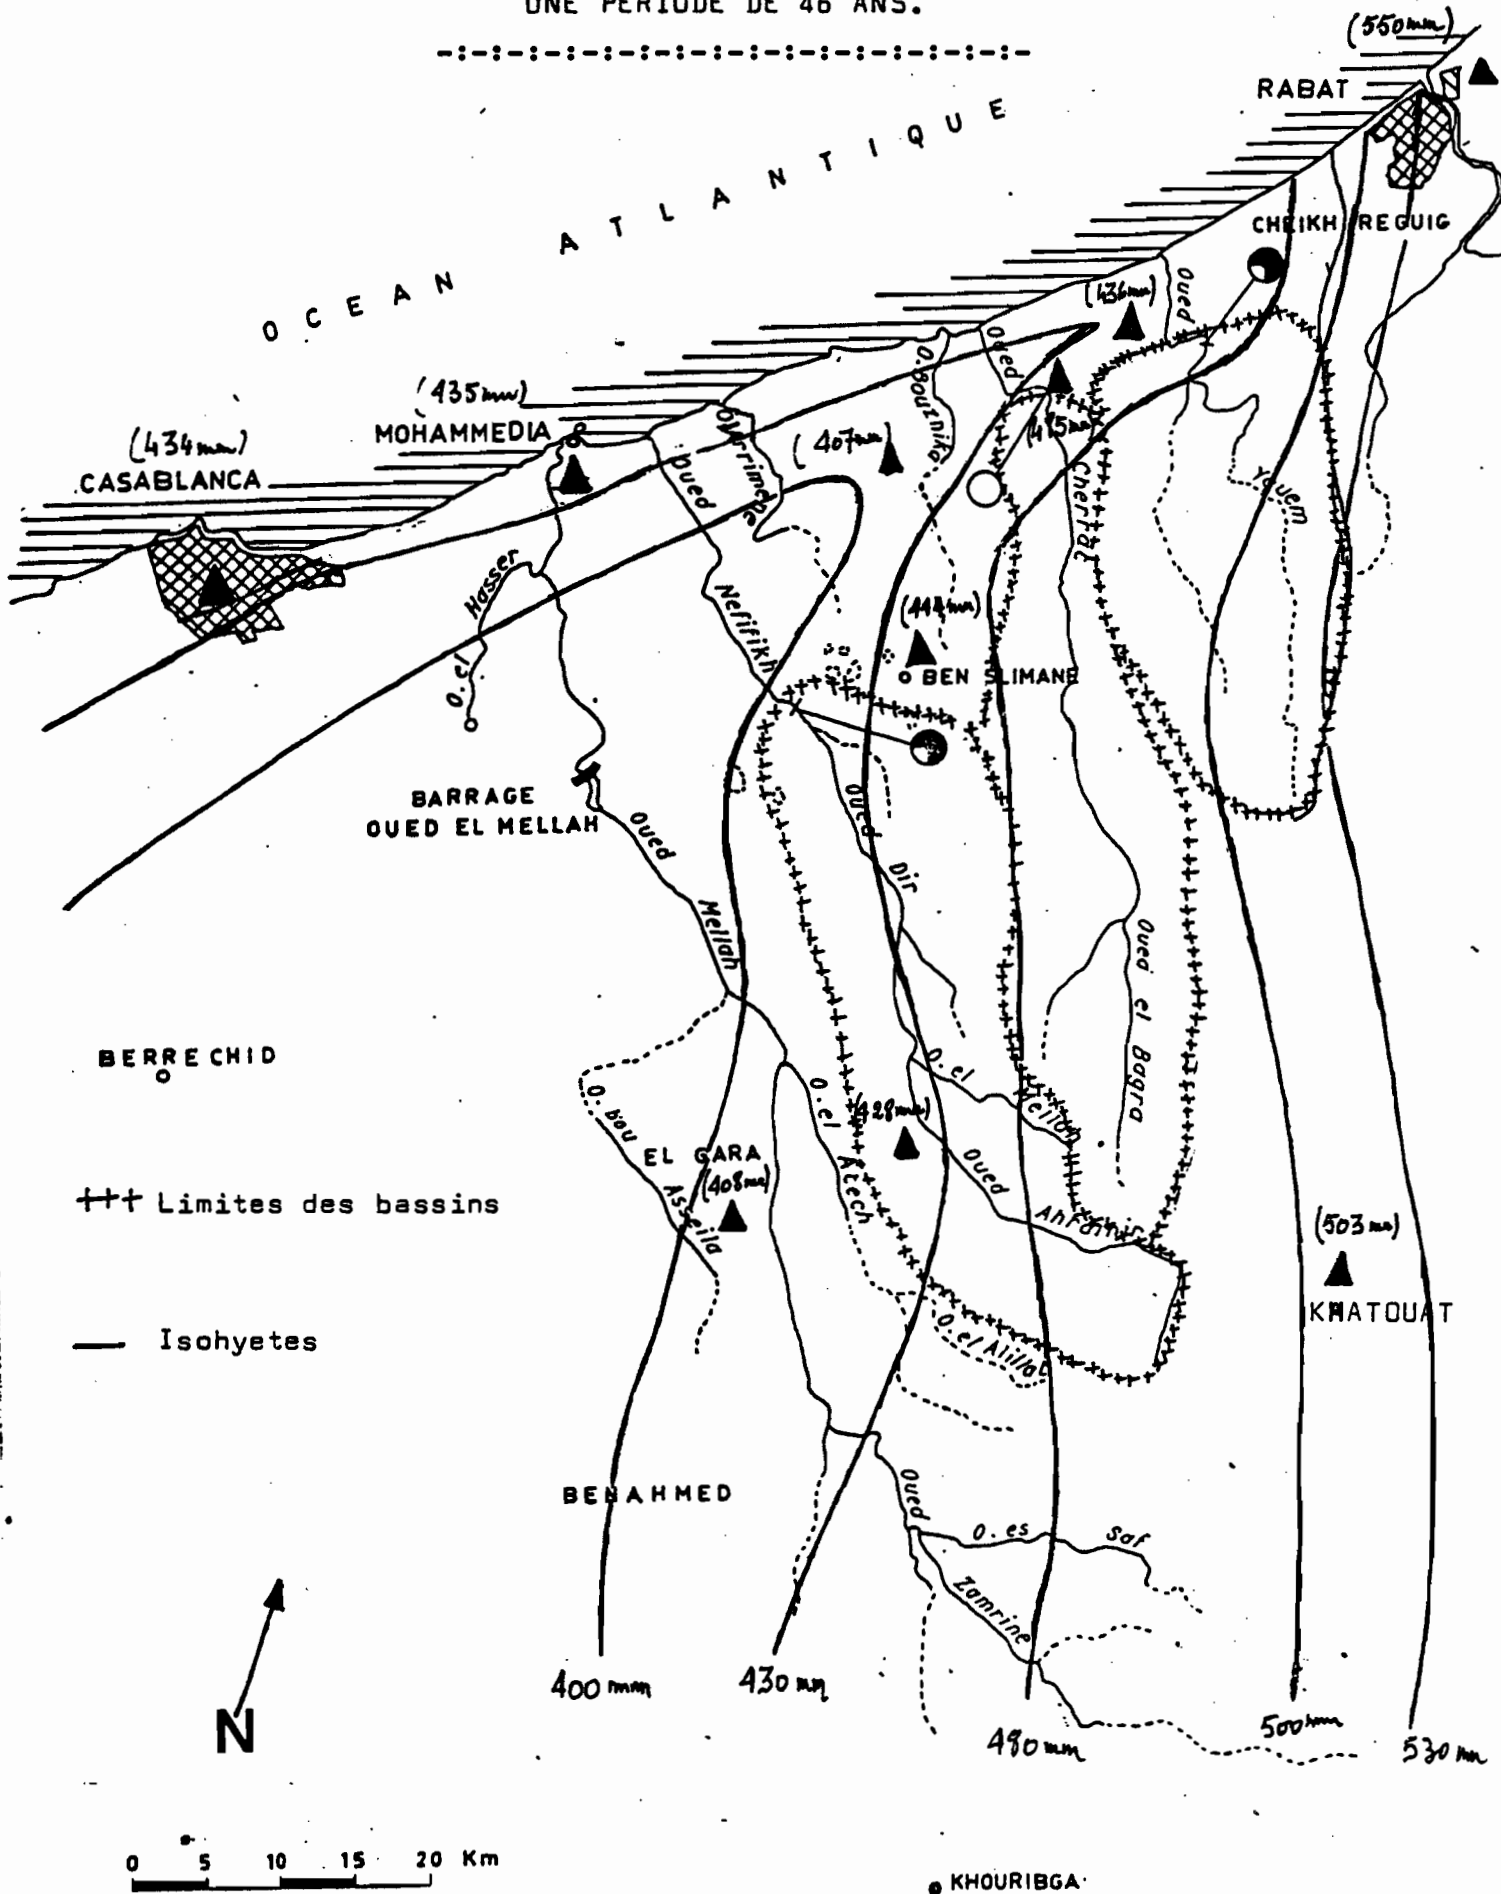 UNE PERIODE DE 46 ANS.
(550mm)
RABAT
OCEAN ATLANTIQUE
CHEIKH REGUIG
(436mm)
Oued
Oued
O.Bouznika
(435mm)
MOHAMMEDIA
(434mm)
CASABLANCA
(407mm)
Oued
Cherrat
Yquem
O. el Hasser
Nefifikh
(444mm)
BEN SLIMANE
BARRAGE
OUED EL MELLAH
Oued
Mellah
Oued
Dir
Oued el Bagra
BERRECHID
O. bou
Asseila
O. el
Atech
(428mm)
O. el
EL GARA
(408mm)
Oued
(503mm)
KHATOUAT
+++ Limites des bassins
Isohyetes
BENAHMED
Oued
O. es Saf
Zamrine
400 mm
430 mm
480 mm
500 mm
530 mm
N
0 5 10 15 20 Km
KHOURIBGA